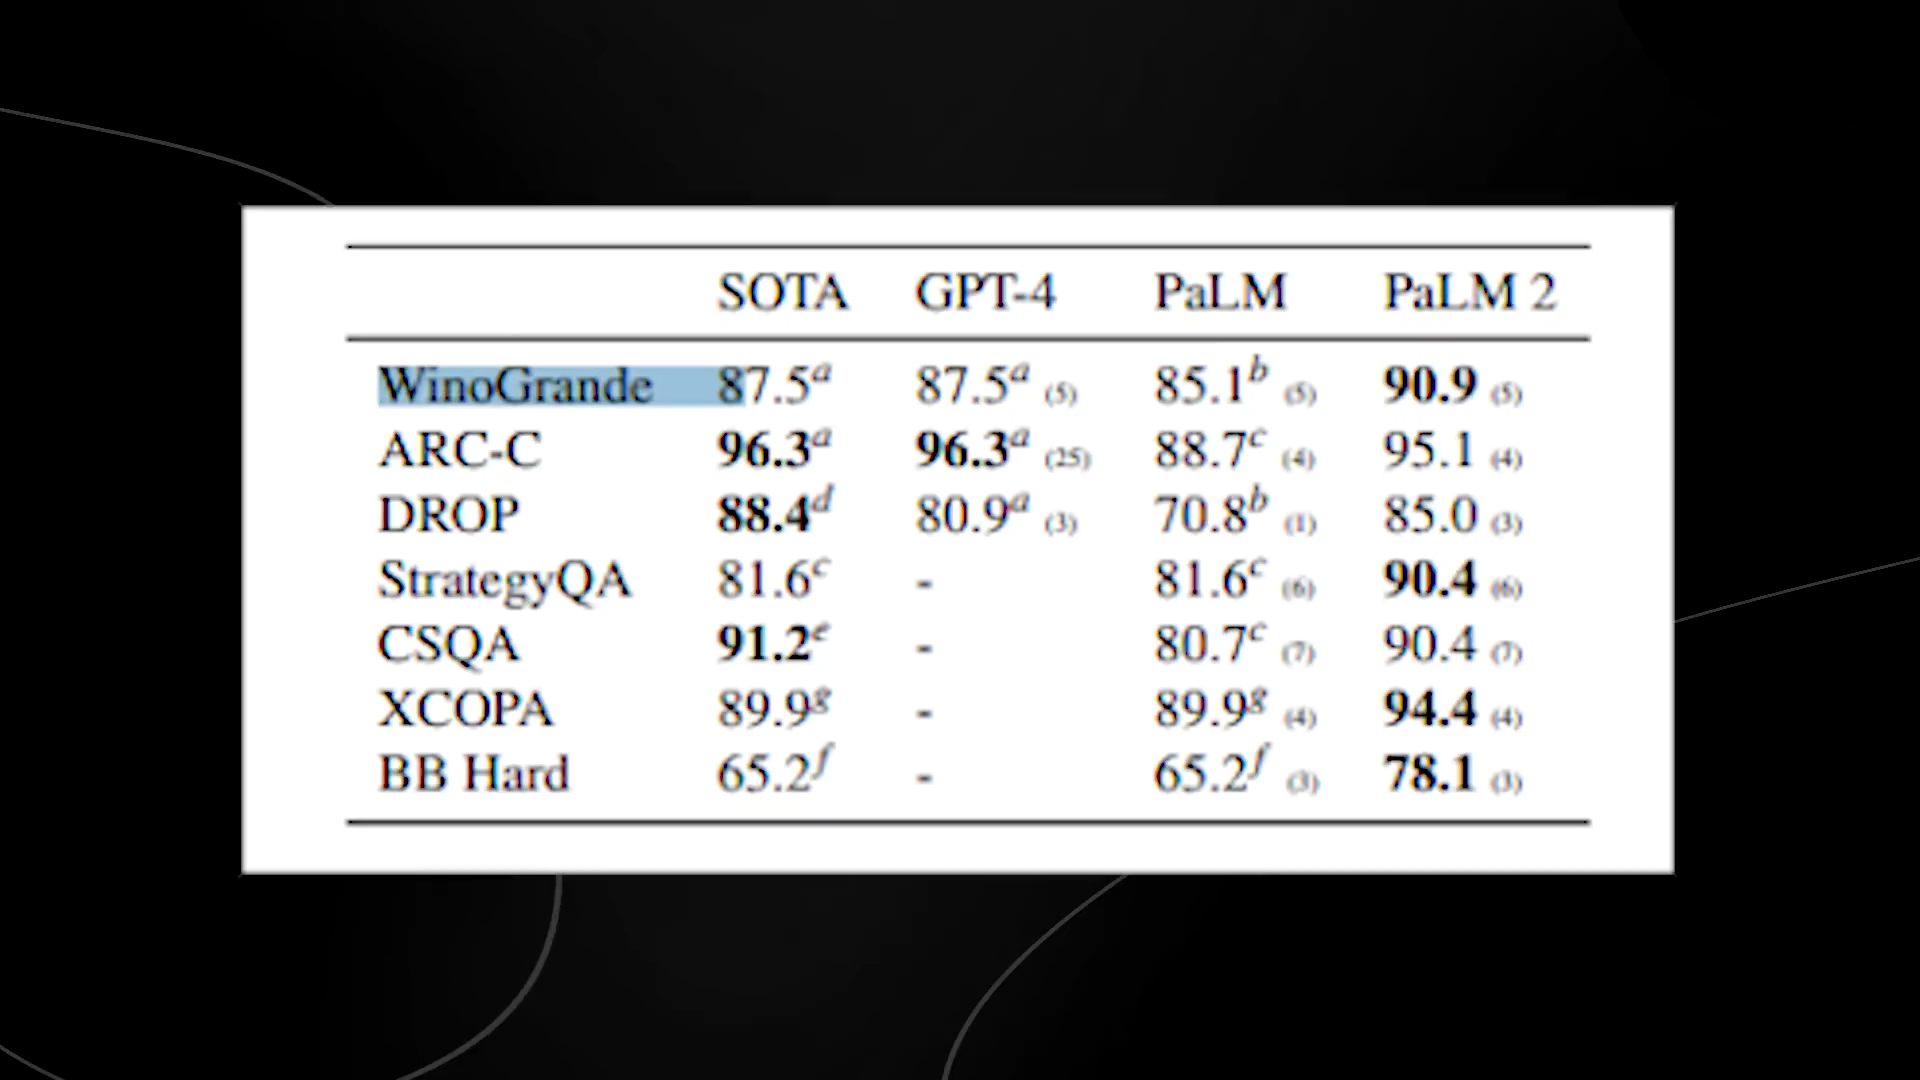 SOTA GPT-4 PaLM PaLM 2
WinoGrande 87.5ᵃ 87.5ᵃ (5) 85.1ᵇ (5) 90.9 (5)
ARC-C 96.3ᵃ 96.3ᵃ (25) 88.7ᶜ (4) 95.1 (4)
DROP 88.4ᵈ 80.9ᵃ (3) 70.8ᵇ (1) 85.0 (3)
StrategyQA 81.6ᶜ - 81.6ᶜ (6) 90.4 (6)
CSQA 91.2ᵉ - 80.7ᶜ (7) 90.4 (7)
XCOPA 89.9ᵍ - 89.9ᵍ (4) 94.4 (4)
BB Hard 65.2ᶠ - 65.2ᶠ (3) 78.1 (3)